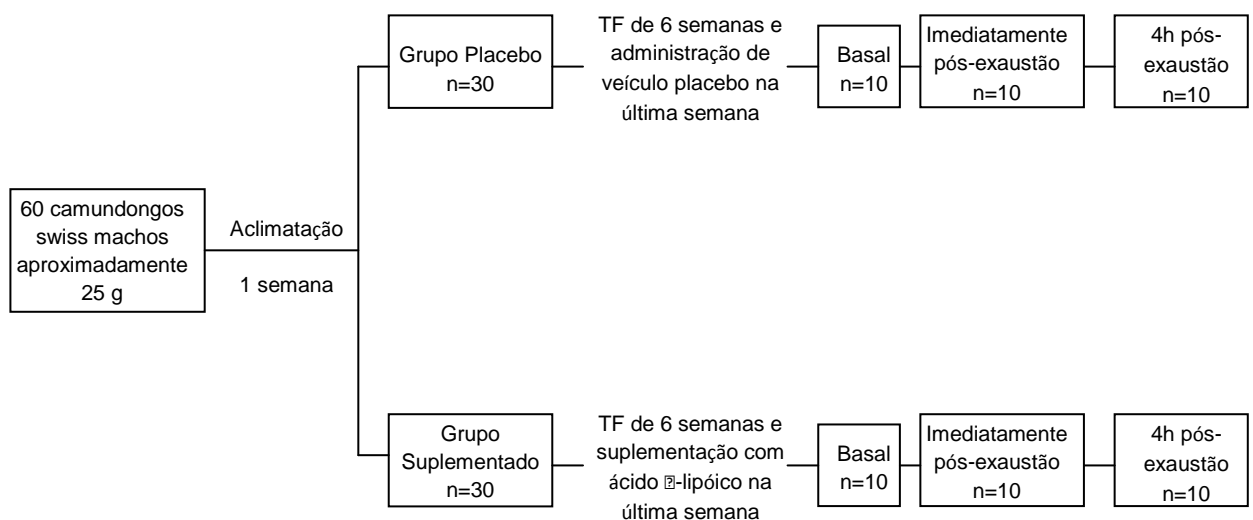 60 camundongos
swiss machos
aproximadamente
25 g
Aclimatação
1 semana
Grupo Placebo
n=30
TF de 6 semanas e
administração de
veículo placebo na
última semana
Basal
n=10
Imediatamente
pós-exaustão
n=10
4h pós-
exaustão
n=10
Grupo
Suplementado
n=30
TF de 6 semanas e
suplementação com
ácido -lipóico na
última semana
Basal
n=10
Imediatamente
pós-exaustão
n=10
4h pós-
exaustão
n=10